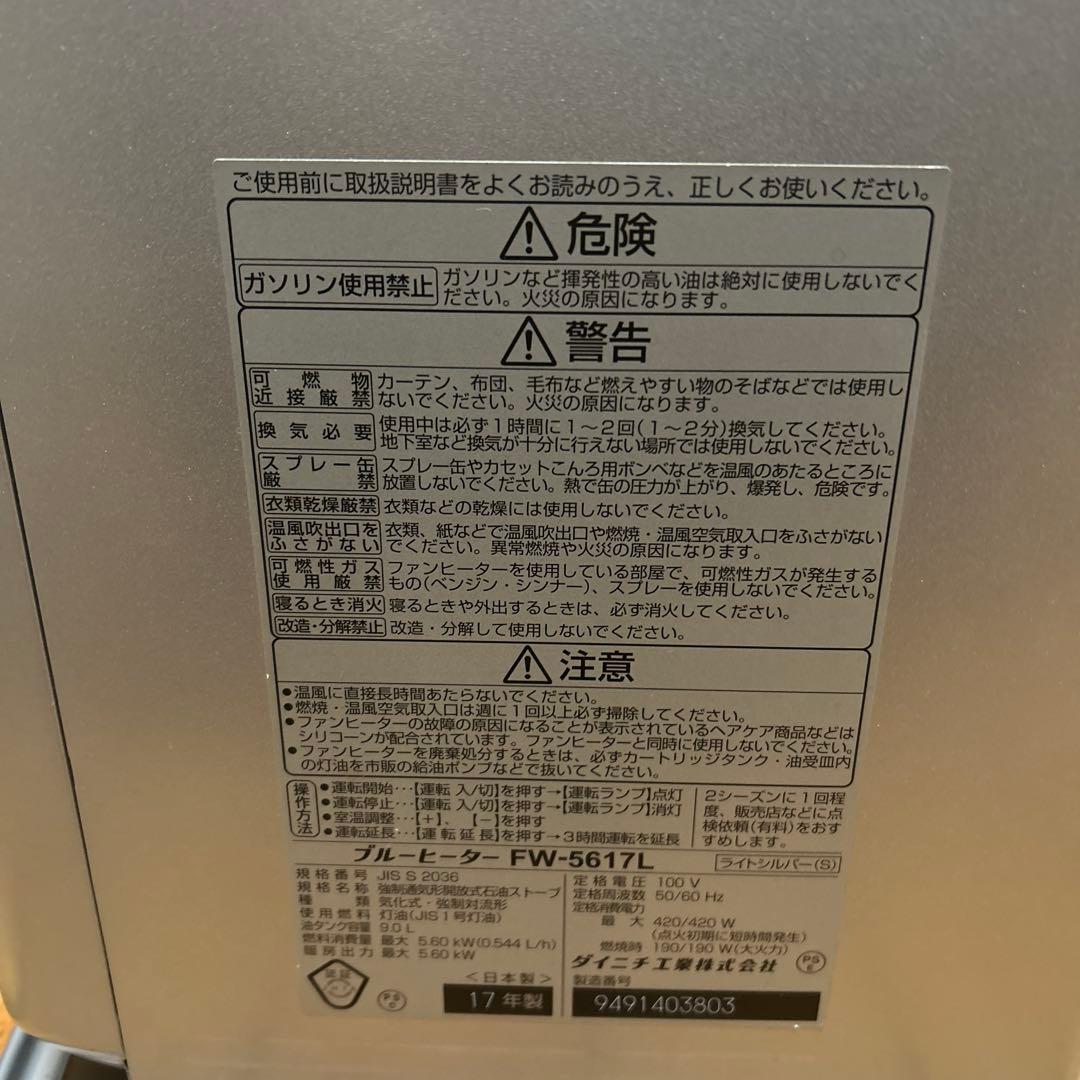 ご使用前に取扱説明書をよくお読みのうえ、正しくお使いください。
危険
ガソリン使用禁止
ガソリンなど揮発性の高い油は絶対に使用しないでく
ださい。火災の原因になります。
警告
可燃物
近接厳禁
カーテン、布団、毛布など燃えやすい物のそばなどでは使用し
ないでください。火災の原因になります。
換気必要
使用中は必ず1時間に1～2回(1～2分)換気してください。
地下室など換気が十分に行えない場所では使用しないでください。
スプレー缶
厳禁
スプレー缶やカセットこんろ用ボンベなどを温風のあたるところに
放置しないでください。熱で缶の圧力が上がり、爆発し、危険です。
衣類乾燥厳禁
衣類などの乾燥には使用しないでください。
温風吹出口を
ふさがない
衣類、紙などで温風吹出口や燃焼・温風空気取入口をふさがない
でください。異常燃焼や火災の原因になります。
可燃性ガス
使用厳禁
ファンヒーターを使用している部屋で、可燃性ガスが発生する
もの(ベンジン・シンナー)、スプレーを使用しないでください。
寝るとき消火
寝るときや外出するときは、必ず消火してください。
改造・分解禁止
改造・分解して使用しないでください。
注意
●温風に直接長時間あたらないでください。
●燃焼・温風空気取入口は週に1回以上必ず掃除してください。
●ファンヒーターの故障の原因になることが表示されているヘアケア商品などは
シリコーンが配合されています。ファンヒーターと同時に使用しないでください。
●ファンヒーターを廃棄処分するときは、必ずカートリッジタンク・油受皿内
の灯油を市販の給油ポンプなどで抜いてください。
操作方法
●運転開始…【運転 入/切】を押す→【運転ランプ】点灯
●運転停止…【運転 入/切】を押す→【運転ランプ】消灯
●室温調整…【+】、【-】を押す
●運転延長…【運転延長】を押す→3時間運転を延長
2シーズンに1回程
度、販売店などに点
検依頼(有料)をおす
すめします。
ブルーヒーター FW-5617L
ライトシルバー(S)
規格番号 JIS S 2036
規格名称 強制通気形開放式石油ストーブ
種類 気化式・強制対流形
使用燃料 灯油(JIS1号灯油)
油タンク容量 9.0 L
燃料消費量 最大 5.60 kW(0.544 L/h)
暖房出力 最大 5.60 kW
定格電圧 100 V
定格周波数 50/60 Hz
定格消費電力
最大 420/420 W
(点火初期に短時間発生)
燃焼時 190/190 W(大火力)
ダイニチ工業株式会社
PS
E
認証
PS
C
<日本製>
17年製
製造番号
9491403803